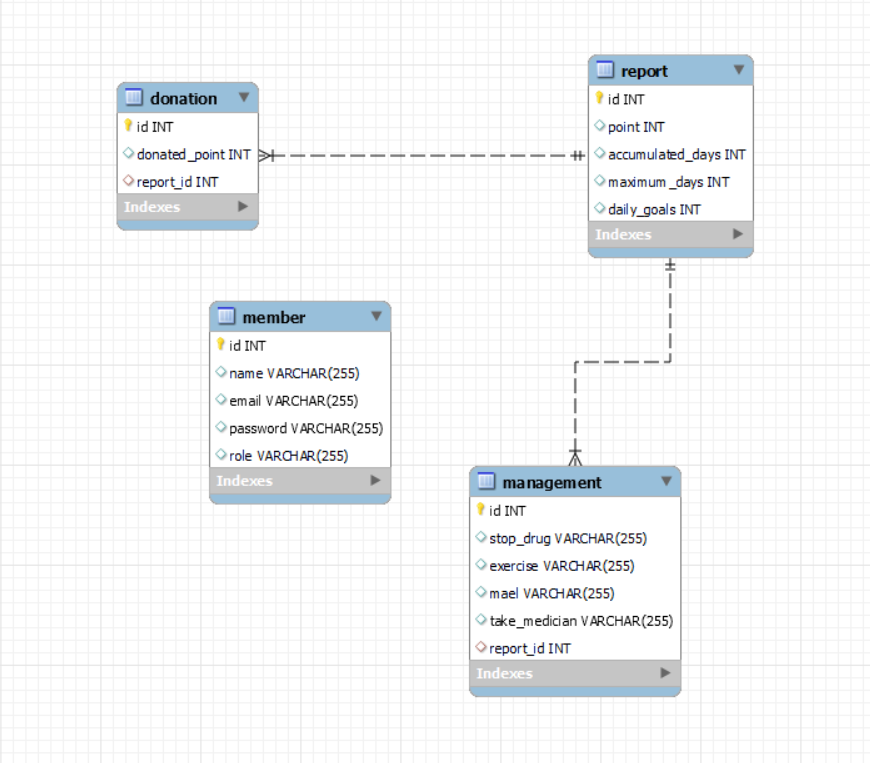 donation
id INT
donated_point INT
report_id INT
Indexes
report
id INT
point INT
accumulated_days INT
maximum_days INT
daily_goals INT
Indexes
member
id INT
name VARCHAR(255)
email VARCHAR(255)
password VARCHAR(255)
role VARCHAR(255)
Indexes
management
id INT
stop_drug VARCHAR(255)
exercise VARCHAR(255)
mael VARCHAR(255)
take_medician VARCHAR(255)
report_id INT
Indexes